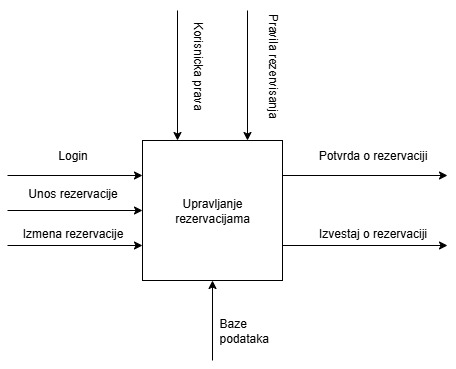 Korisnicka prava
Pravila rezervisanja
Login
Unos rezervacije
Izmena rezervacije
Upravljanje
rezervacijama
Potvrda o rezervaciji
Izvestaj o rezervaciji
Baze
podataka